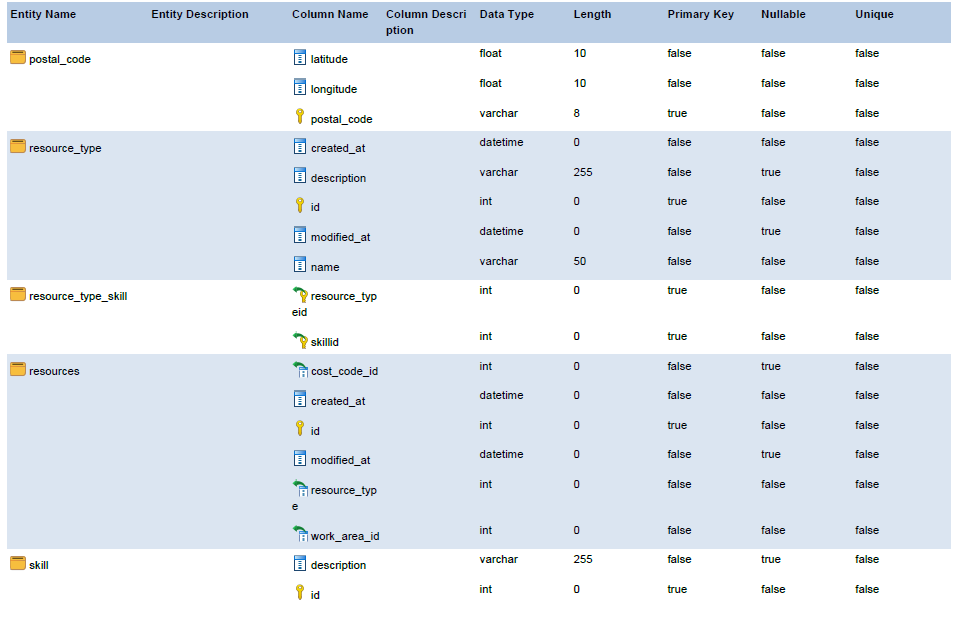 Entity Name Entity Description Column Name Column Descri Data Type Length Primary Key Nullable Unique
ption
postal_code latitude float 10 false false false
longitude float 10 false false false
postal_code varchar 8 true false false
resource_type created_at datetime 0 false false false
description varchar 255 false true false
id int 0 true false false
modified_at datetime 0 false true false
name varchar 50 false false false
resource_type_skill resource_typ int 0 true false false
eid
skillid int 0 true false false
resources cost_code_id int 0 false true false
created_at datetime 0 false false false
id int 0 true false false
modified_at datetime 0 false true false
resource_typ int 0 false false false
e
work_area_id int 0 false false false
skill description varchar 255 false true false
id int 0 true false false